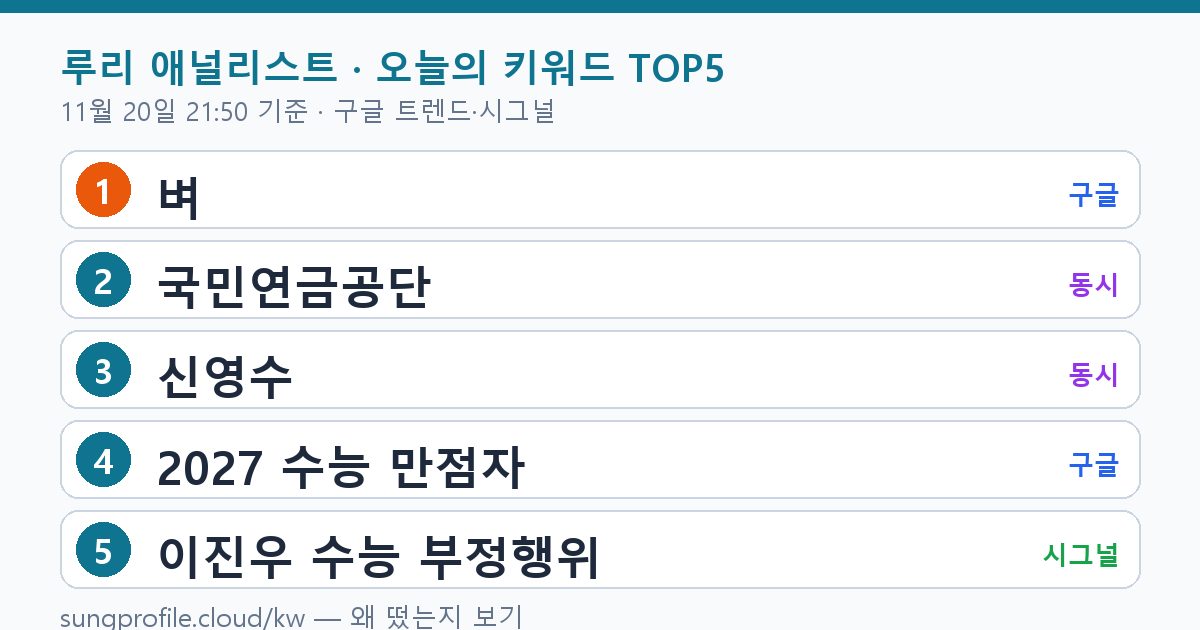 루리 애널리스트 · 오늘의 키워드 TOP5
11월 20일 21:50 기준 · 구글 트렌드·시그널
1 벼 구글
2 국민연금공단 동시
3 신영수 동시
4 2027 수능 만점자 구글
5 이진우 수능 부정행위 시그널
sungprofile.cloud/kw — 왜 떴는지 보기